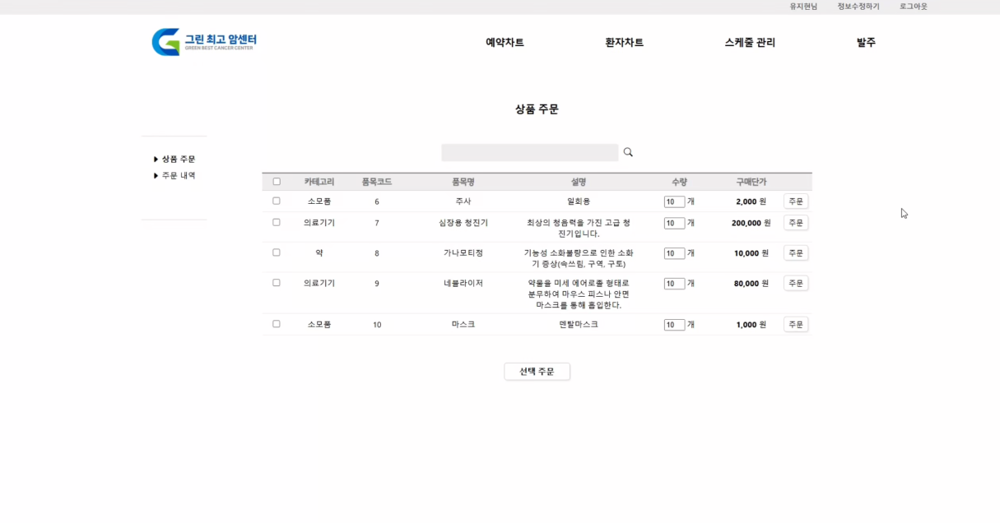 유지현님 정보수정하기 로그아웃
그린 최고 암센터
GREEN BEST CANCER CENTER
예약차트 환자차트 스케줄 관리 발주
상품 주문
상품 주문
주문 내역
카테고리 품목코드 품목명 설명 수량 구매단가
소모품 6 주사 일회용 10 개 2,000 원 주문
의료기기 7 심장용 청진기 최상의 청음력을 가진 고급 청 10 개 200,000 원 주문
진기입니다.
약 8 가나모티정 기능성 소화불량으로 인한 소화 10 개 10,000 원 주문
기 증상(속쓰림, 구역, 구토)
의료기기 9 네뷸라이저 약물을 미세 에어로졸 형태로 10 개 80,000 원 주문
분무하여 마우스 피스나 안면
마스크를 통해 흡입한다.
소모품 10 마스크 덴탈마스크 10 개 1,000 원 주문
선택 주문